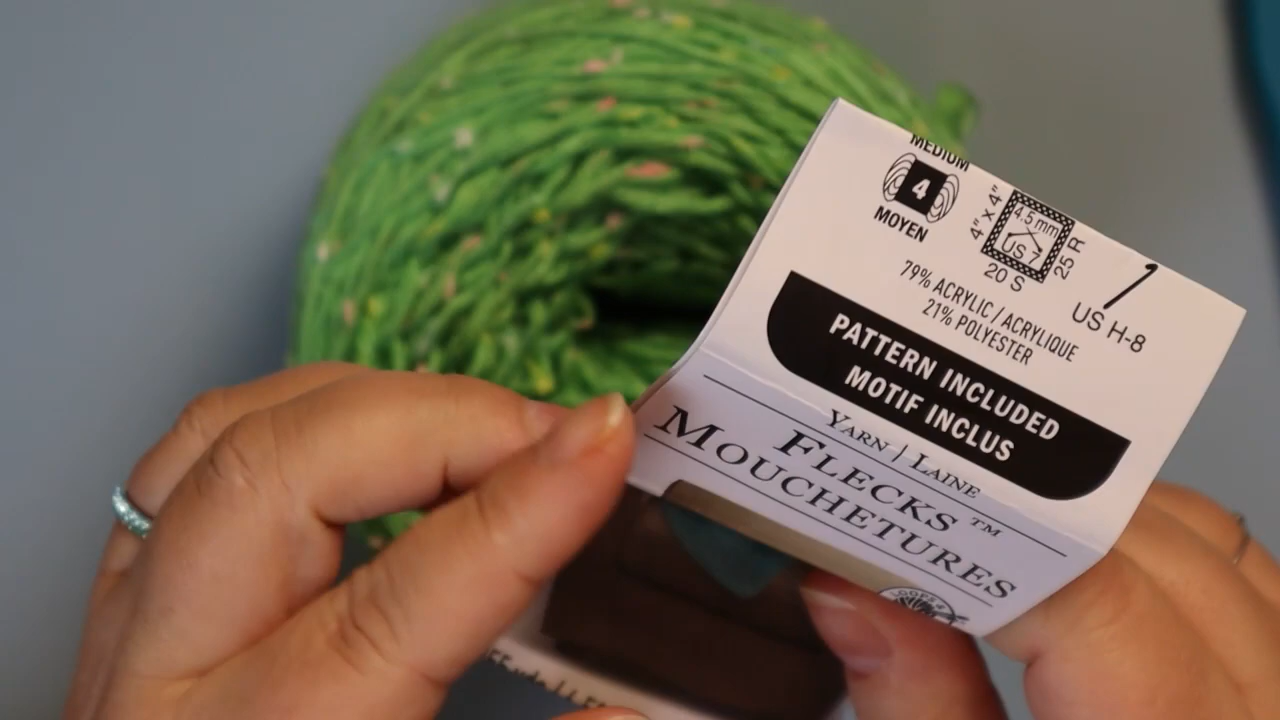 MEDIUM
4
MOYEN
4" x 4"
4.5 mm
US 7
25 R
20 S
US H-8
79% ACRYLIC / ACRYLIQUE
21% POLYESTER
PATTERN INCLUDED
MOTIF INCLUS
YARN | LAINE
FLECKS™
MOUCHETURES
LOOPS &